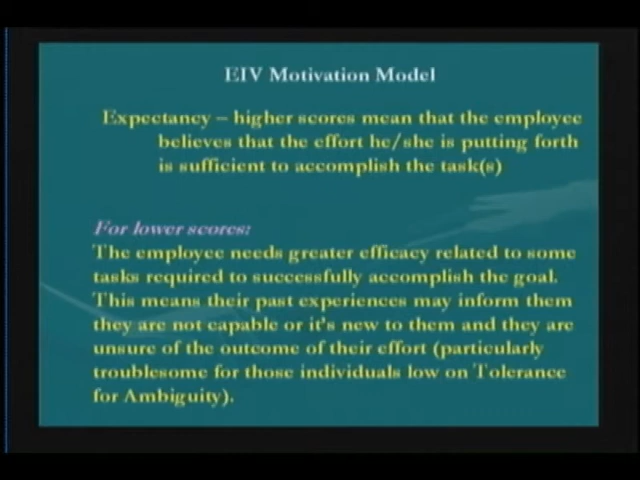 EIV Motivation Model
Expectancy – higher scores mean that the employee
believes that the effort he/she is putting forth
is sufficient to accomplish the task(s)
For lower scores:
The employee needs greater efficacy related to some
tasks required to successfully accomplish the goal.
This means their past experiences may inform them
they are not capable or it's new to them and they are
unsure of the outcome of their effort (particularly
troublesome for those individuals low on Tolerance
for Ambiguity).